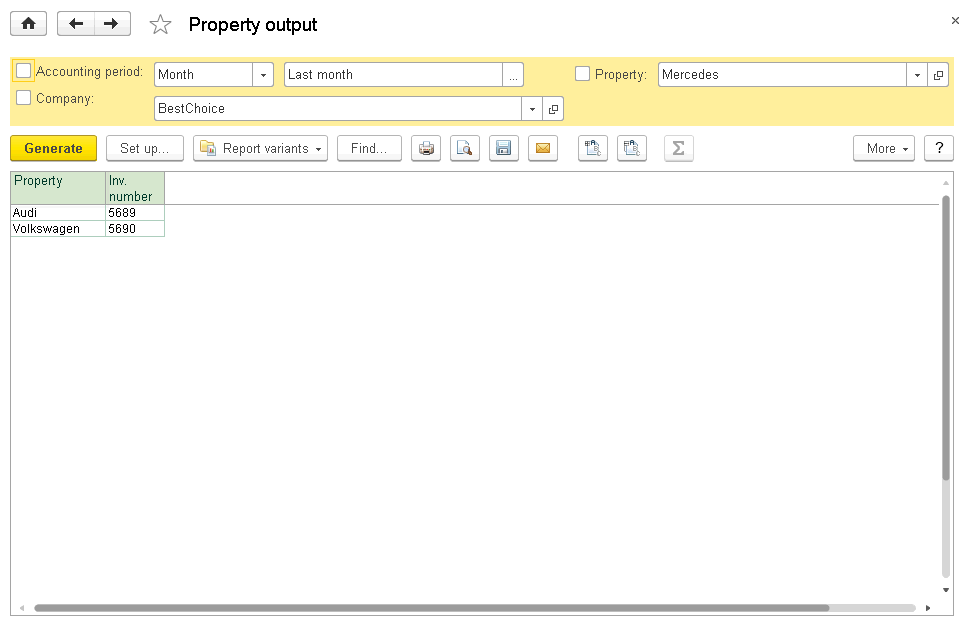 Property output
Accounting period: Month Last month ... Property: Mercedes
Company: BestChoice
Generate Set up... Report variants Find... Σ More ?
Property Inv. number
Audi 5689
Volkswagen 5690